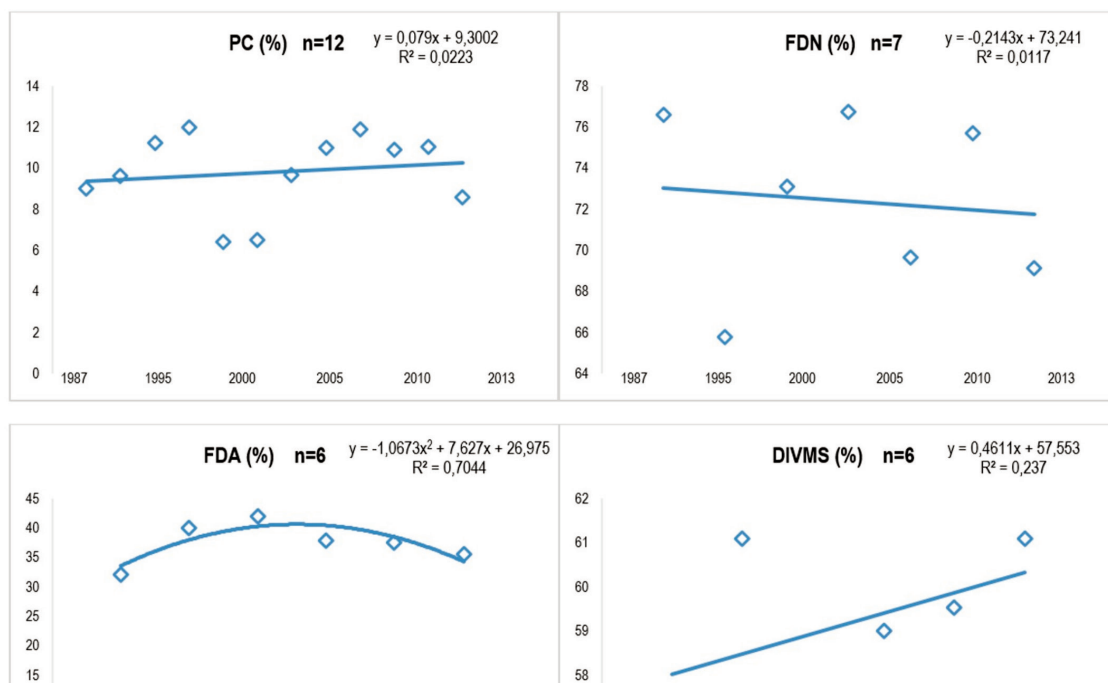 PC (%) n=12
y = 0,079x + 9,3002
R² = 0,0223
14
12
10
8
6
4
2
0
1987 1995 2000 2005 2010 2013
FDN (%) n=7
y = -0,2143x + 73,241
R² = 0,0117
78
76
74
72
70
68
66
64
1987 1995 2000 2005 2010 2013
FDA (%) n=6
y = -1,0673x² + 7,627x + 26,975
R² = 0,7044
45
40
35
30
25
20
15
DIVMS (%) n=6
y = 0,4611x + 57,553
R² = 0,237
62
61
60
59
58